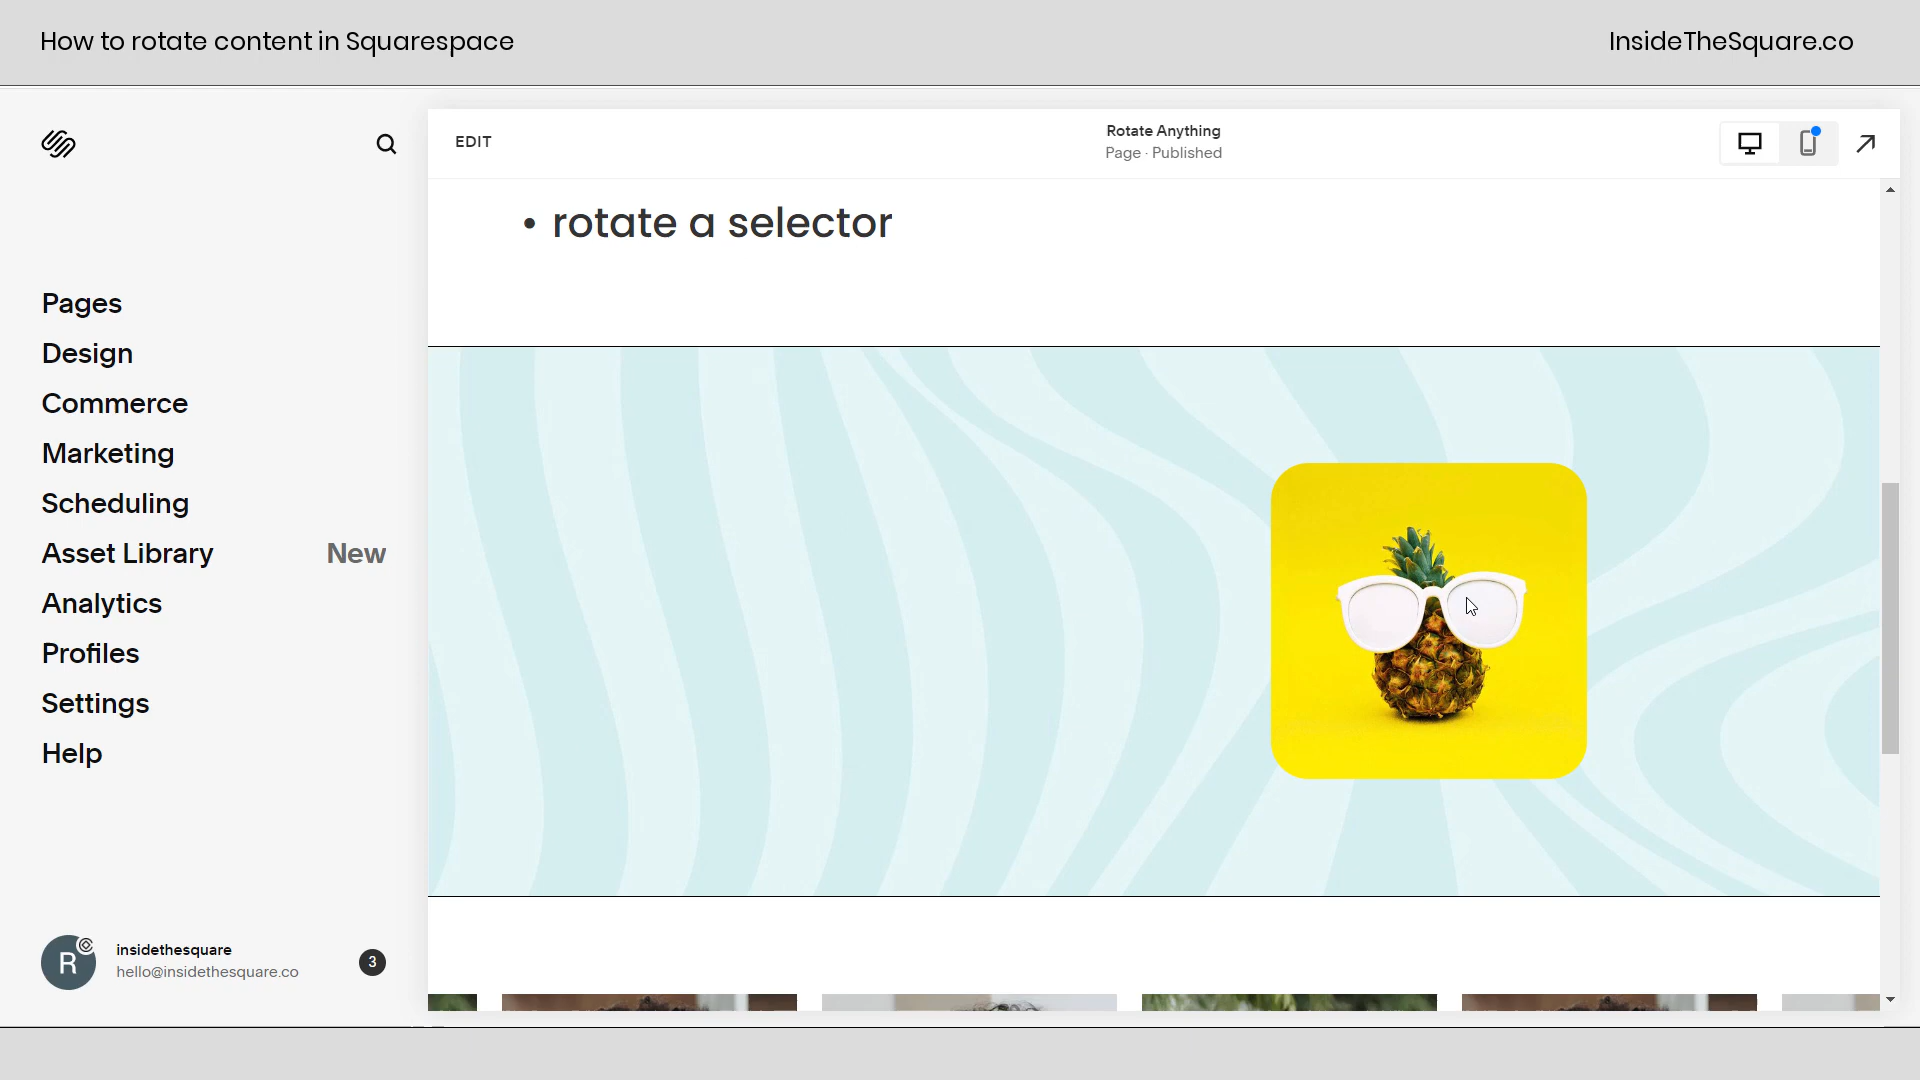 How to rotate content in Squarespace
InsideTheSquare.co
EDIT
Rotate Anything
Page · Published
• rotate a selector
Pages
Design
Commerce
Marketing
Scheduling
Asset Library New
Analytics
Profiles
Settings
Help
R
insidethesquare
hello@insidethesquare.co
3